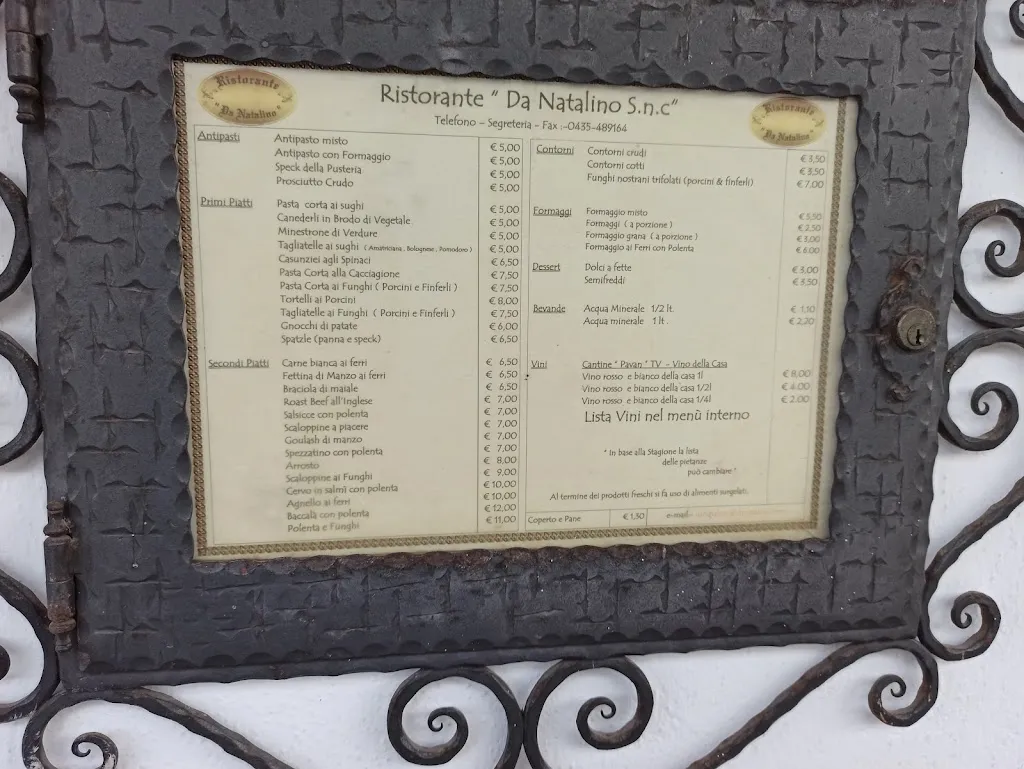 Ristorante
Da Natalino
Ristorante " Da Natalino S.n.c"
Telefono – Segreteria – Fax :-0435-489164
Ristorante
"Da Natalino"
Antipasti
Antipasto misto € 5,00
Antipasto con Formaggio € 5,00
Speck della Pusteria € 5,00
Prosciutto Crudo € 5,00
Primi Piatti
Pasta corta ai sughi € 5,00
Canederli in Brodo di Vegetale € 5,00
Minestrone di Verdure € 5,00
Tagliatelle ai sughi ( Amatriciana , Bolognese , Pomodoro ) € 5,00
Casunziei agli Spinaci € 6,50
Pasta Corta alla Cacciagione € 7,50
Pasta Corta ai Funghi ( Porcini e Finferli ) € 7,50
Tortelli ai Porcini € 8,00
Tagliatelle ai Funghi ( Porcini e Finferli ) € 7,50
Gnocchi di patate € 6,00
Spatzle (panna e speck) € 6,50
Secondi Piatti
Carne bianca ai ferri € 6,50
Fettina di Manzo ai ferri € 6,50
Braciola di maiale € 6,50
Roast Beef all'Inglese € 7,00
Salsicce con polenta € 7,00
Scaloppine a piacere € 7,00
Goulash di manzo € 7,00
Spezzatino con polenta € 7,00
Arrosto € 8,00
Scaloppine ai Funghi € 9,00
Cervo in salmì con polenta € 10,00
Agnello ai ferri € 10,00
Baccalà con polenta € 12,00
Polenta e Funghi € 11,00
Contorni
Contorni crudi € 3,50
Contorni cotti € 3,50
Funghi nostrani trifolati (porcini & finferli) € 7,00
Formaggi
Formaggio misto € 5,50
Formaggi ( a porzione ) € 2,50
Formaggio grana ( a porzione ) € 3,00
Formaggio ai Ferri con Polenta € 6,00
Dessert
Dolci a fette € 3,00
Semifreddi € 3,50
Bevande
Acqua Minerale 1/2 lt. € 1,10
Acqua minerale 1 lt . € 2,20
Vini
Cantine " Pavan " TV - Vino della Casa
Vino rosso e bianco della casa 1l € 8,00
Vino rosso e bianco della casa 1/2l € 4,00
Vino rosso e bianco della casa 1/4l € 2,00
Lista Vini nel menù interno
* In base alla Stagione la lista
delle pietanze
può cambiare *
Al termine dei prodotti freschi si fa uso di alimenti surgelati.
Coperto e Pane € 1,50 e-mail-